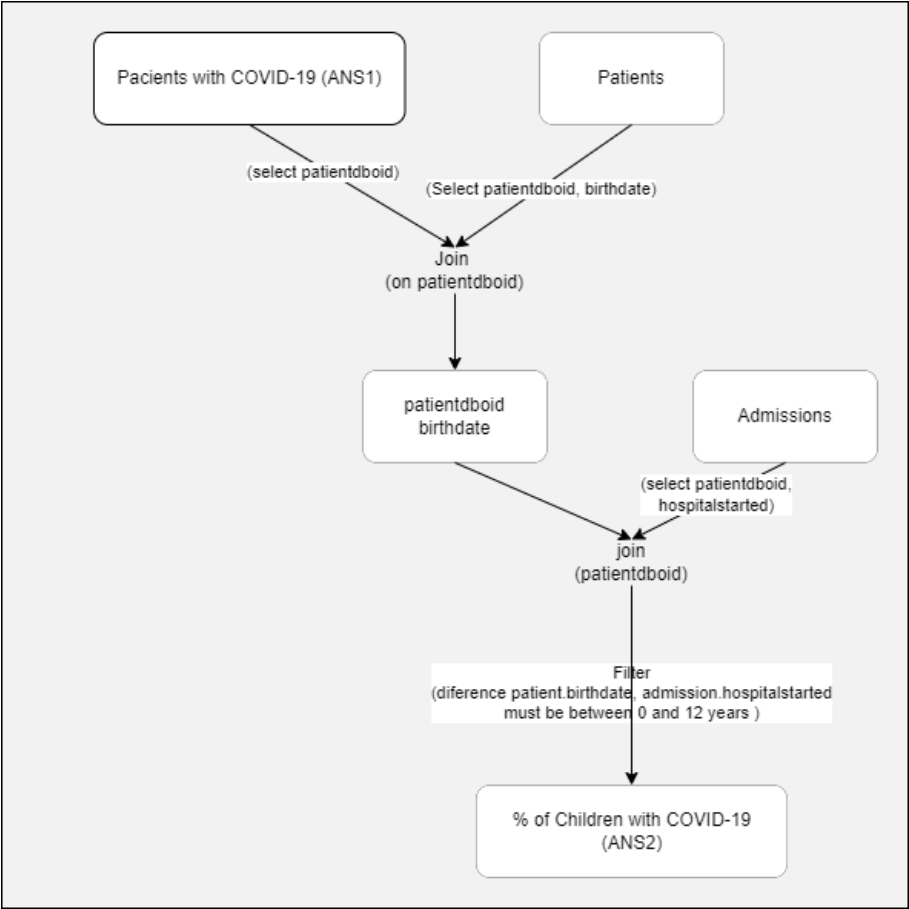 Pacients with COVID-19 (ANS1)
Patients
(select patientdboid)
(Select patientdboid, birthdate)
Join
(on patientdboid)
patientdboid
birthdate
Admissions
(select patientdboid,
hospitalstarted)
join
(patientdboid)
Filter
(diference patient.birthdate, admission.hospitalstarted
must be between 0 and 12 years )
% of Children with COVID-19
(ANS2)